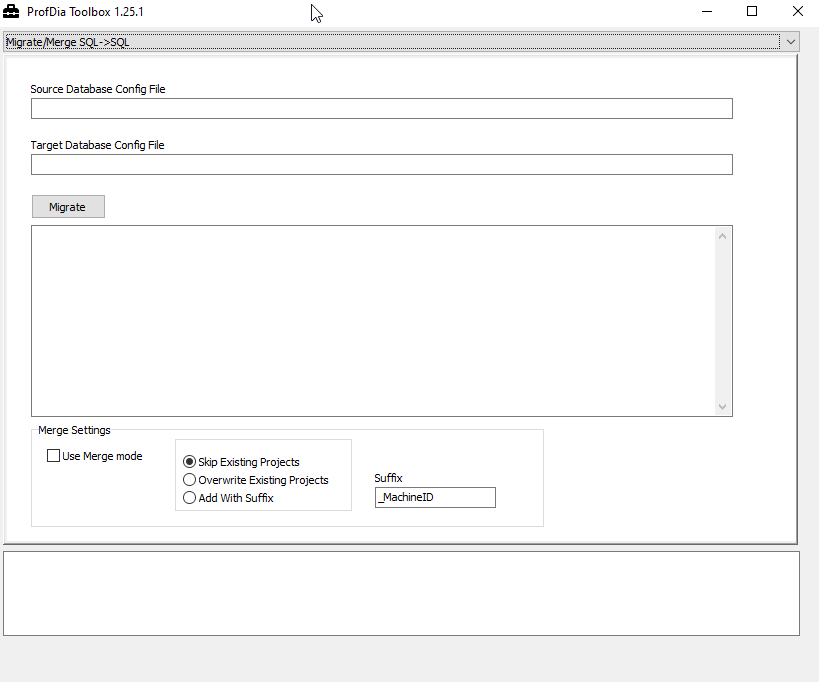 ProfDia Toolbox 1.25.1
Migrate/Merge SQL->SQL
Source Database Config File
Target Database Config File
Migrate
Merge Settings
Use Merge mode
Skip Existing Projects
Overwrite Existing Projects
Add With Suffix
Suffix
_MachineID